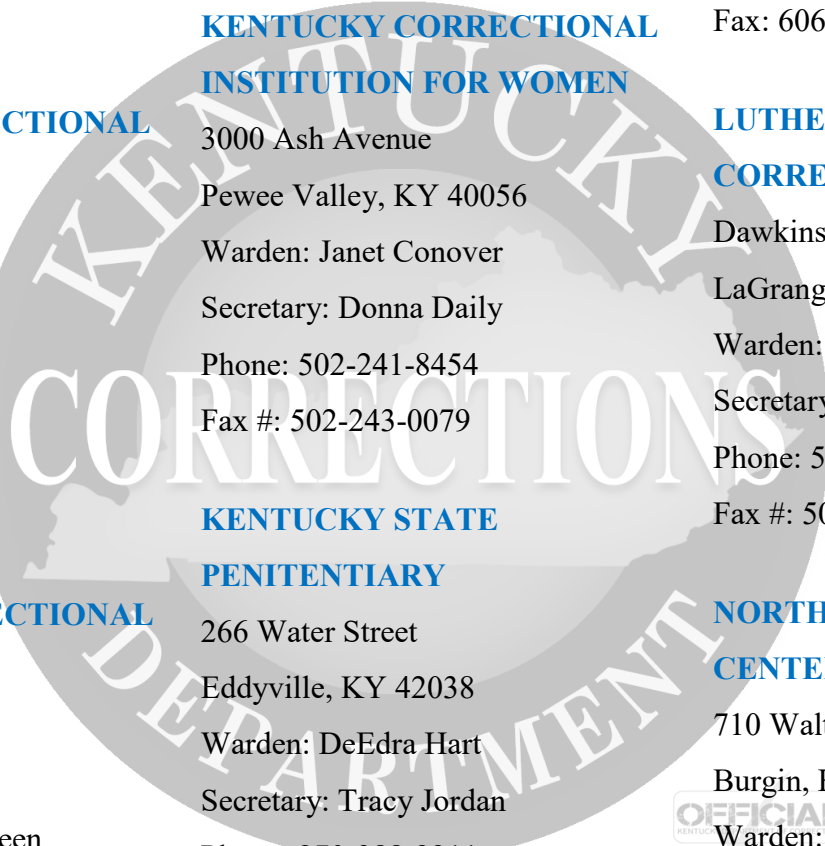 CTIONAL
ECTIONAL
een
KENTUCKY CORRECTIONAL
INSTITUTION FOR WOMEN
3000 Ash Avenue
Pewee Valley, KY 40056
Warden: Janet Conover
Secretary: Donna Daily
Phone: 502-241-8454
Fax #: 502-243-0079
KENTUCKY STATE
PENITENTIARY
266 Water Street
Eddyville, KY 42038
Warden: DeEdra Hart
Secretary: Tracy Jordan
Fax: 606
LUTHE
CORRE
Dawkins
LaGrang
Warden:
Secretary
Phone: 5
Fax #: 50
NORTH
CENTE
710 Walt
Burgin,
Warden:
KENTUCKY
CORRECTIONS
DEPARTMENT
OFFICIAL